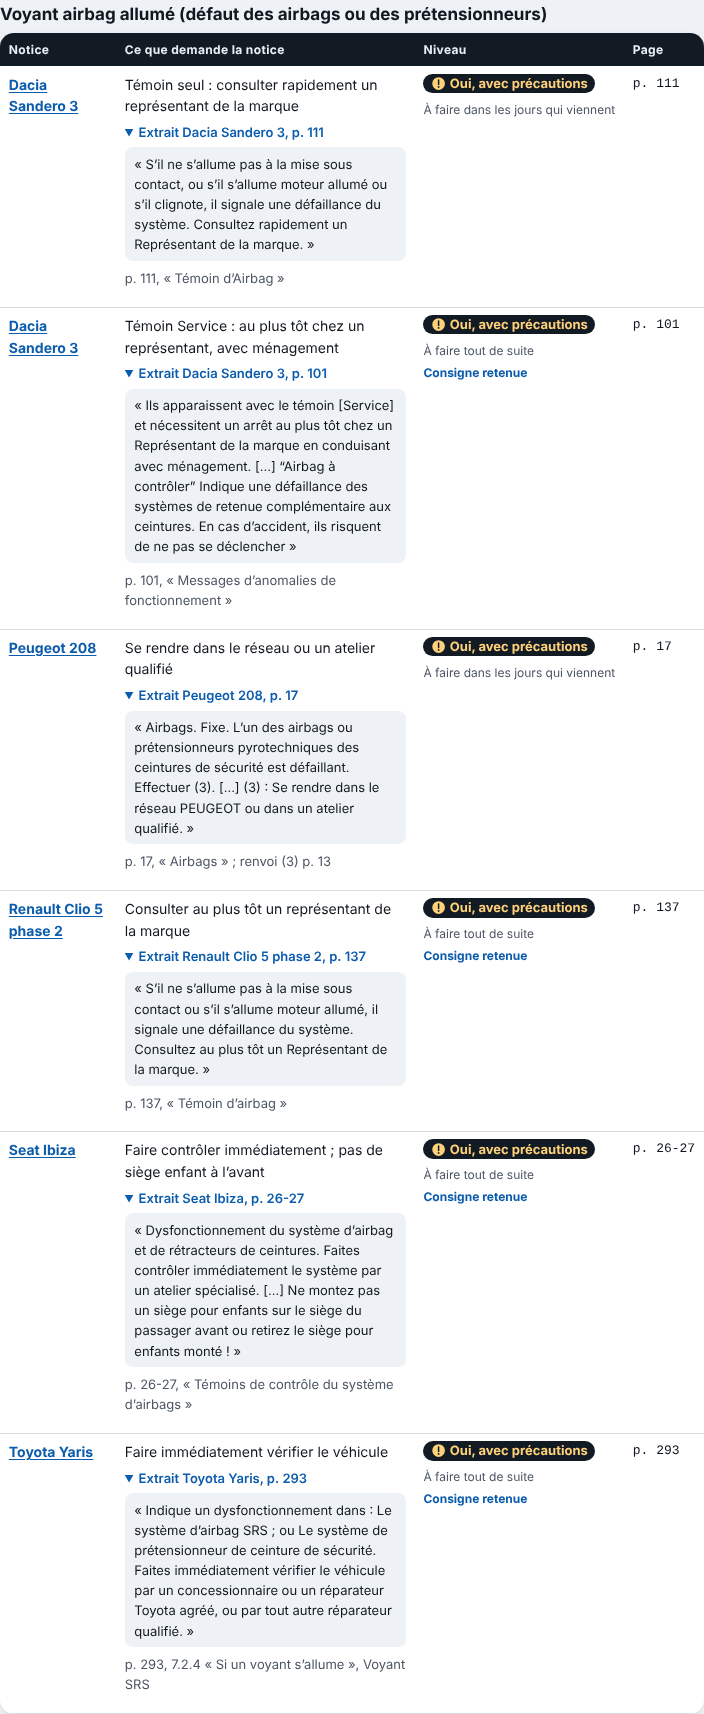 Voyant airbag allumé (défaut des airbags ou des prétensionneurs)
Notice Ce que demande la notice Niveau Page
Dacia
Sandero 3
Témoin seul : consulter rapidement un
représentant de la marque
▼ Extrait Dacia Sandero 3, p. 111
« S’il ne s’allume pas à la mise sous
contact, ou s’il s’allume moteur allumé ou
s’il clignote, il signale une défaillance du
système. Consultez rapidement un
Représentant de la marque. »
p. 111, « Témoin d’Airbag »
! Oui, avec précautions
À faire dans les jours qui viennent
p. 111
Dacia
Sandero 3
Témoin Service : au plus tôt chez un
représentant, avec ménagement
▼ Extrait Dacia Sandero 3, p. 101
« Ils apparaissent avec le témoin [Service]
et nécessitent un arrêt au plus tôt chez un
Représentant de la marque en conduisant
avec ménagement. [...] “Airbag à
contrôler” Indique une défaillance des
systèmes de retenue complémentaire aux
ceintures. En cas d’accident, ils risquent
de ne pas se déclencher »
p. 101, « Messages d’anomalies de
fonctionnement »
! Oui, avec précautions
À faire tout de suite
Consigne retenue
p. 101
Peugeot 208
Se rendre dans le réseau ou un atelier
qualifié
▼ Extrait Peugeot 208, p. 17
« Airbags. Fixe. L’un des airbags ou
prétensionneurs pyrotechniques des
ceintures de sécurité est défaillant.
Effectuer (3). [...] (3) : Se rendre dans le
réseau PEUGEOT ou dans un atelier
qualifié. »
p. 17, « Airbags » ; renvoi (3) p. 13
! Oui, avec précautions
À faire dans les jours qui viennent
p. 17
Renault Clio 5
phase 2
Consulter au plus tôt un représentant de
la marque
▼ Extrait Renault Clio 5 phase 2, p. 137
« S’il ne s’allume pas à la mise sous
contact ou s’il s’allume moteur allumé, il
signale une défaillance du système.
Consultez au plus tôt un Représentant de
la marque. »
p. 137, « Témoin d’airbag »
! Oui, avec précautions
À faire tout de suite
Consigne retenue
p. 137
Seat Ibiza
Faire contrôler immédiatement ; pas de
siège enfant à l’avant
▼ Extrait Seat Ibiza, p. 26-27
« Dysfonctionnement du système d’airbag
et de rétracteurs de ceintures. Faites
contrôler immédiatement le système par
un atelier spécialisé. [...] Ne montez pas
un siège pour enfants sur le siège du
passager avant ou retirez le siège pour
enfants monté ! »
p. 26-27, « Témoins de contrôle du système
d’airbags »
! Oui, avec précautions
À faire tout de suite
Consigne retenue
p. 26-27
Toyota Yaris
Faire immédiatement vérifier le véhicule
▼ Extrait Toyota Yaris, p. 293
« Indique un dysfonctionnement dans : Le
système d’airbag SRS ; ou Le système de
prétensionneur de ceinture de sécurité.
Faites immédiatement vérifier le véhicule
par un concessionnaire ou un réparateur
Toyota agréé, ou par tout autre réparateur
qualifié. »
p. 293, 7.2.4 « Si un voyant s’allume », Voyant
SRS
! Oui, avec précautions
À faire tout de suite
Consigne retenue
p. 293